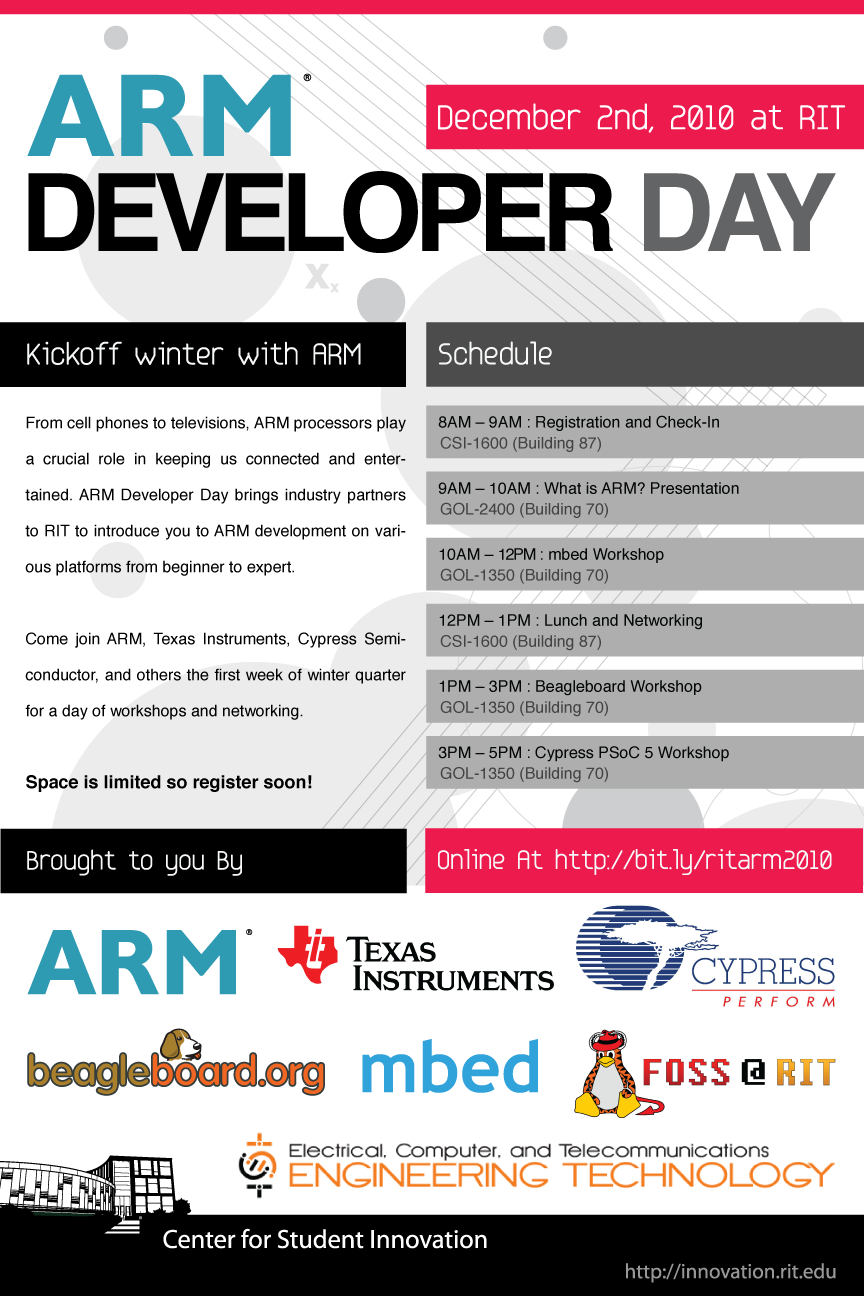 ARM®
December 2nd, 2010 at RIT
DEVELOPER DAY
Xx
Kickoff winter with ARM
From cell phones to televisions, ARM processors play
a crucial role in keeping us connected and enter-
tained. ARM Developer Day brings industry partners
to RIT to introduce you to ARM development on vari-
ous platforms from beginner to expert.
Come join ARM, Texas Instruments, Cypress Semi-
conductor, and others the first week of winter quarter
for a day of workshops and networking.
Space is limited so register soon!
Schedule
8AM – 9AM : Registration and Check-In
CSI-1600 (Building 87)
9AM – 10AM : What is ARM? Presentation
GOL-2400 (Building 70)
10AM – 12PM : mbed Workshop
GOL-1350 (Building 70)
12PM – 1PM : Lunch and Networking
CSI-1600 (Building 87)
1PM – 3PM : Beagleboard Workshop
GOL-1350 (Building 70)
3PM – 5PM : Cypress PSoC 5 Workshop
GOL-1350 (Building 70)
Brought to you By
Online At http://bit.ly/ritarm2010
ARM®
ti
TEXAS
INSTRUMENTS
CYPRESS
PERFORM
beagleboard.org
mbed
FOSS @ RIT
Electrical, Computer, and Telecommunications
ENGINEERING TECHNOLOGY
Center for Student Innovation
http://innovation.rit.edu